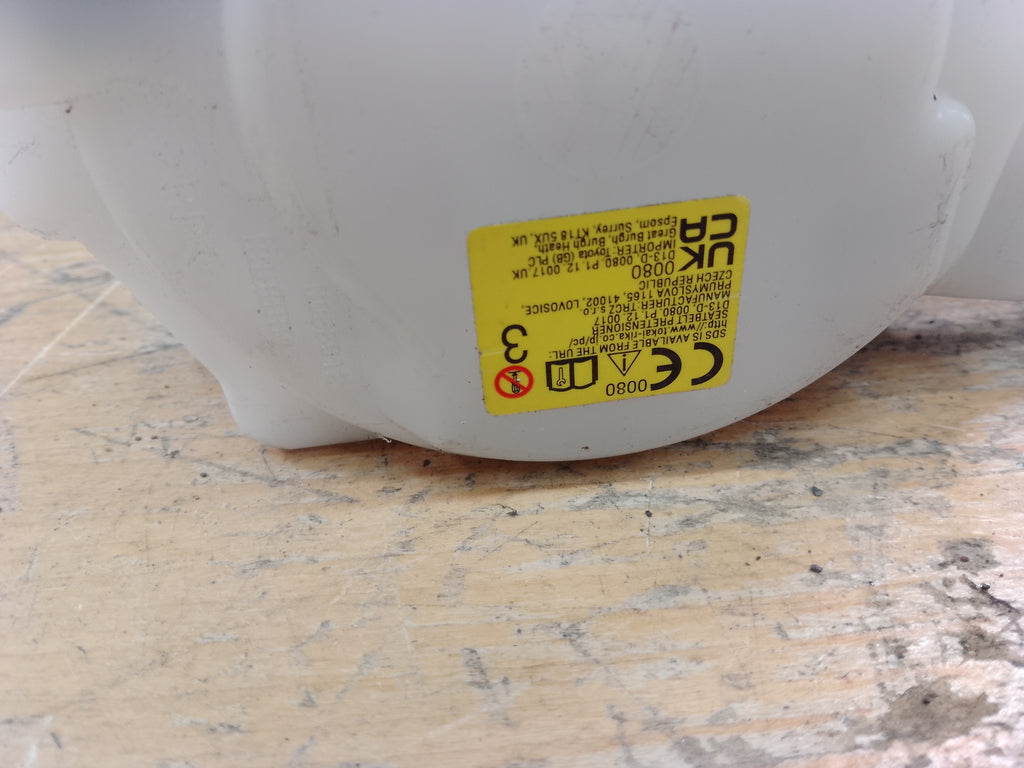 CE 0080
3
SDS IS AVAILABLE FROM THE URL:
http://www.tokai-rika.co.jp/pc/
SEATBELT PRETENSIONER
013-D. 0080. P1. 12. 0017
MANUFACTURER:TRCZ s.r.o
PRUMYSLOVA 1165, 41002, LOVOSICE,
CZECH REPUBLIC
UK
CA
0080
013-D. 0080. P1. 12. 0017. UK
IMPORTER: Toyota (GB) PLC
Great Burgh, Burgh Heath,
Epsom, Surrey, KT18 5UX, UK